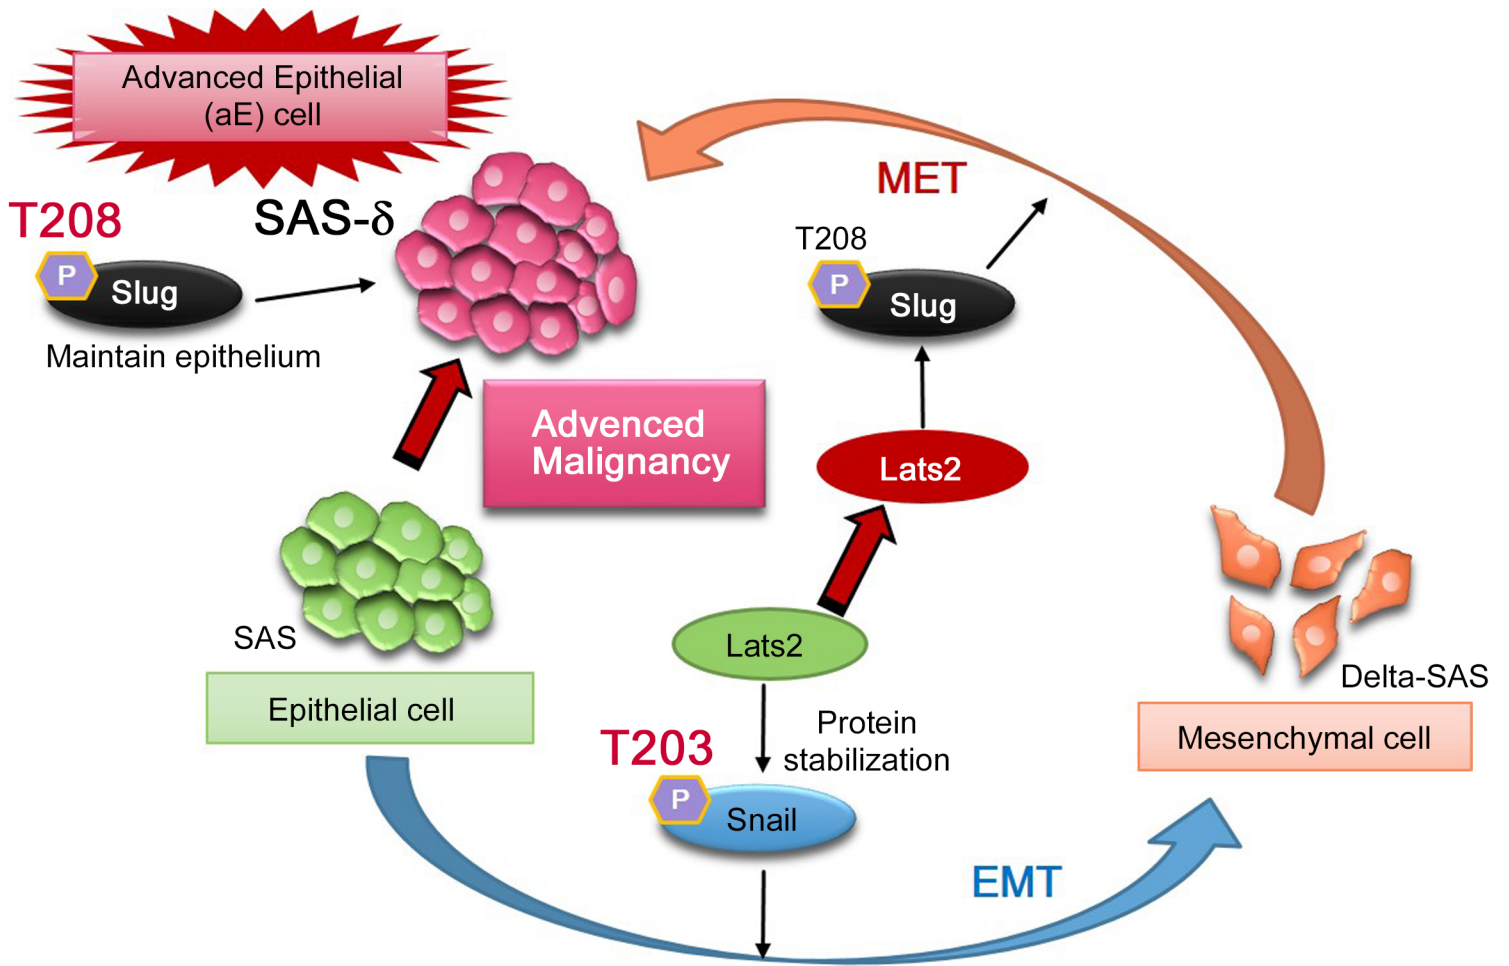 Advanced Epithelial
(aE) cell
T208
SAS-δ
P
Slug
Maintain epithelium
MET
T208
P
Slug
Advenced
Malignancy
Lats2
SAS
Epithelial cell
Lats2
Protein
stabilization
T203
P
Snail
Delta-SAS
Mesenchymal cell
EMT